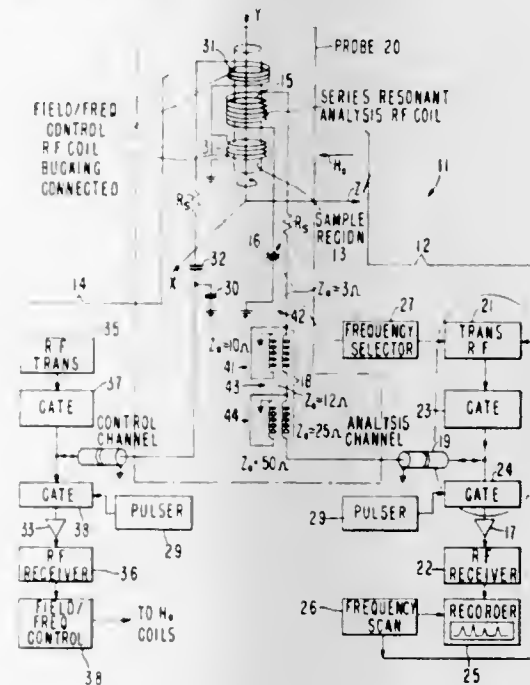 Y
31
PROBE 20
15
FIELD/FREQ
CONTROL
RF COIL
BUCKING
CONNECTED
SERIES RESONANT
ANALYSIS RF COIL
31
H₀
11
Z
Rs
Rs
SAMPLE
REGION
13
16
12
14
X
32
30
Z₀=3Ω
42
27
21
35
RF
TRANS
FREQUENCY
SELECTOR
TRANS
RF
Z₀=10Ω
41
18
37
GATE
43
Z₀=12Ω
23
GATE
44
Z₀=25Ω
CONTROL
CHANNEL
ANALYSIS
CHANNEL
19
Z₀=50Ω
24
GATE
38
PULSER
29
29
PULSER
GATE
33
17
RF
RECEIVER
36
22
RF
RECEIVER
FIELD/
FREQ
CONTROL
38
TO H₀
COILS
26
FREQUENCY
SCAN
RECORDER
25